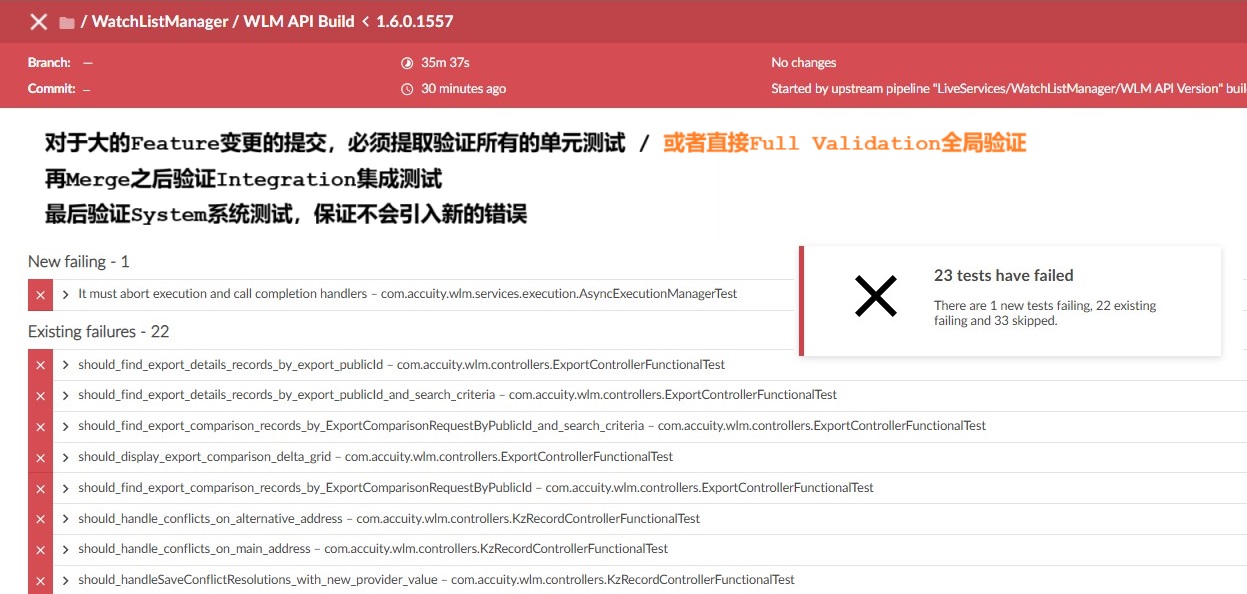 / WatchListManager / WLM API Build < 1.6.0.1557
Branch: —
35m 37s
No changes
Commit: –
30 minutes ago
Started by upstream pipeline "LiveServices/WatchListManager/WLM API Version" buil
对于大的Feature变更的提交，必须提取验证所有的单元测试 / 或者直接Full Validation全局验证
再Merge之后验证Integration集成测试
最后验证System系统测试，保证不会引入新的错误
New failing - 1
It must abort execution and call completion handlers – com.accuity.wlm.services.execution.AsyncExecutionManagerTest
23 tests have failed
There are 1 new tests failing, 22 existing
failing and 33 skipped.
Existing failures - 22
should_find_export_details_records_by_export_publicId – com.accuity.wlm.controllers.ExportControllerFunctionalTest
should_find_export_details_records_by_export_publicId_and_search_criteria – com.accuity.wlm.controllers.ExportControllerFunctionalTest
should_find_export_comparison_records_by_ExportComparisonRequestByPublicId_and_search_criteria – com.accuity.wlm.controllers.ExportControllerFunctionalTest
should_display_export_comparison_delta_grid – com.accuity.wlm.controllers.ExportControllerFunctionalTest
should_find_export_comparison_records_by_ExportComparisonRequestByPublicId – com.accuity.wlm.controllers.ExportControllerFunctionalTest
should_handle_conflicts_on_alternative_address – com.accuity.wlm.controllers.KzRecordControllerFunctionalTest
should_handle_conflicts_on_main_address – com.accuity.wlm.controllers.KzRecordControllerFunctionalTest
should_handleSaveConflictResolutions_with_new_provider_value – com.accuity.wlm.controllers.KzRecordControllerFunctionalTest